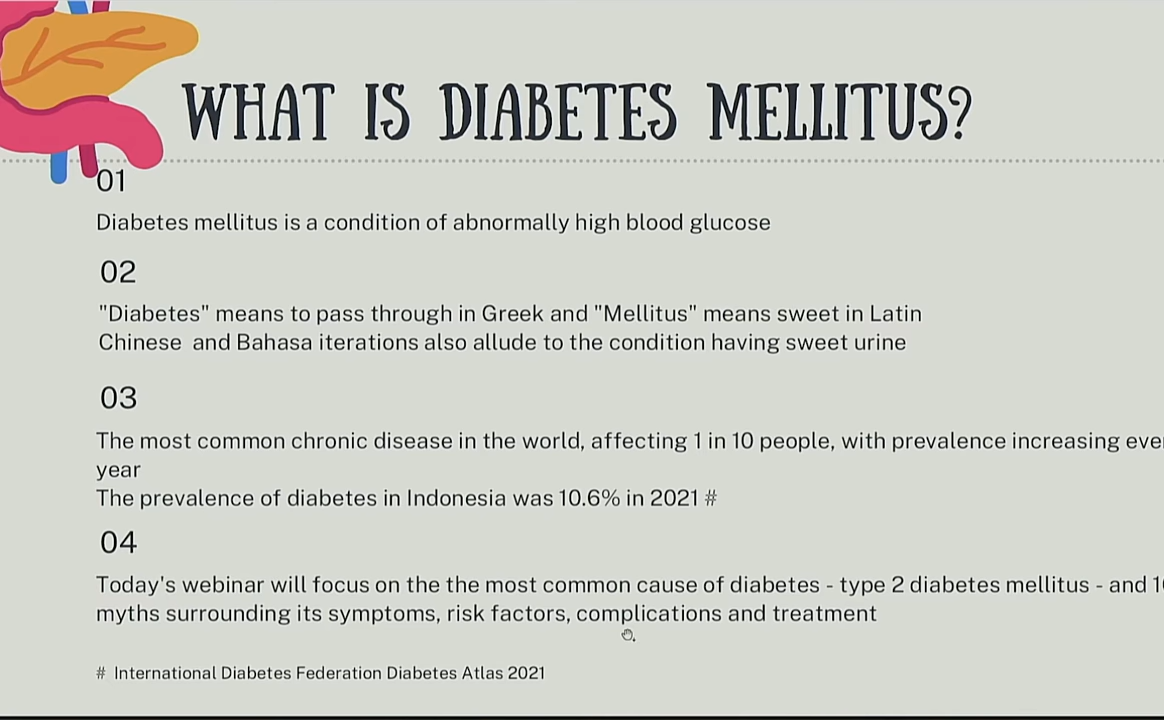 WHAT IS DIABETES MELLITUS?
01
Diabetes mellitus is a condition of abnormally high blood glucose
02
"Diabetes" means to pass through in Greek and "Mellitus" means sweet in Latin
Chinese and Bahasa iterations also allude to the condition having sweet urine
03
The most common chronic disease in the world, affecting 1 in 10 people, with prevalence increasing
year
The prevalence of diabetes in Indonesia was 10.6% in 2021 #
04
Today's webinar will focus on the the most common cause of diabetes - type 2 diabetes mellitus - and
myths surrounding its symptoms, risk factors, complications and treatment
# International Diabetes Federation Diabetes Atlas 2021